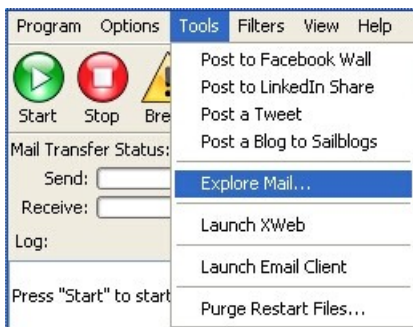 Program Options Tools Filters View Help
Post to Facebook Wall
Post to LinkedIn Share
Post a Tweet
Post a Blog to Sailblogs
Start Stop Bre
Mail Transfer Status:
Explore Mail...
Send:
Receive:
Launch XWeb
Log:
Launch Email Client
Press "Start" to start
Purge Restart Files...